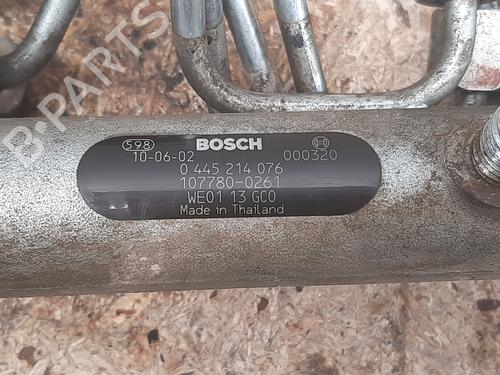 B-PARTS
598 BOSCH
10-06-02 000320
0 445 214 076
107780-0261
WE01 13 GC0
Made in Thailand